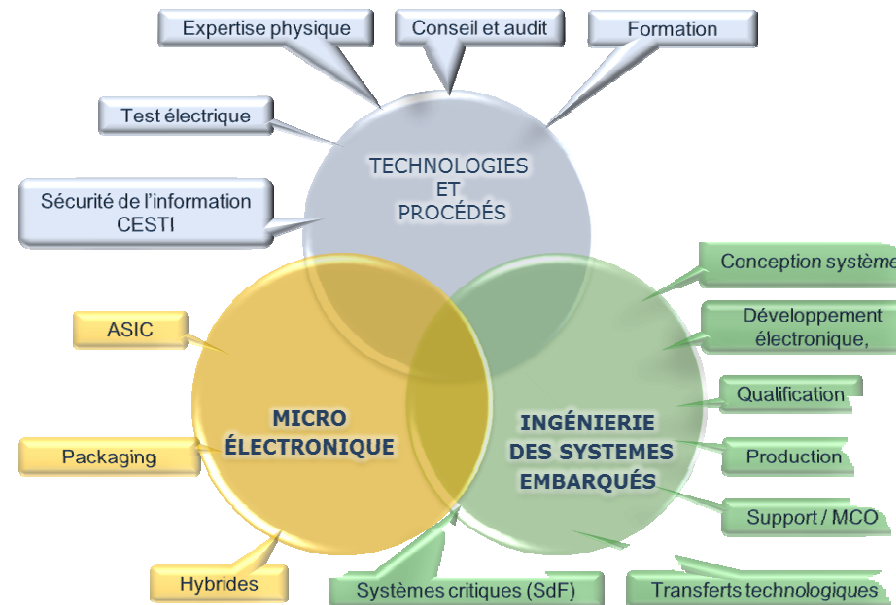 Expertise physique
Conseil et audit
Formation
Test électrique
Sécurité de l'information
CESTI
TECHNOLOGIES
ET
PROCÉDÉS
Conception système
ASIC
Développement
électronique,
Qualification
MICRO
ÉLECTRONIQUE
INGÉNIERIE
DES SYSTEMES
EMBARQUÉS
Packaging
Production
Support / MCO
Hybrides
Systèmes critiques (SdF)
Transferts technologiques